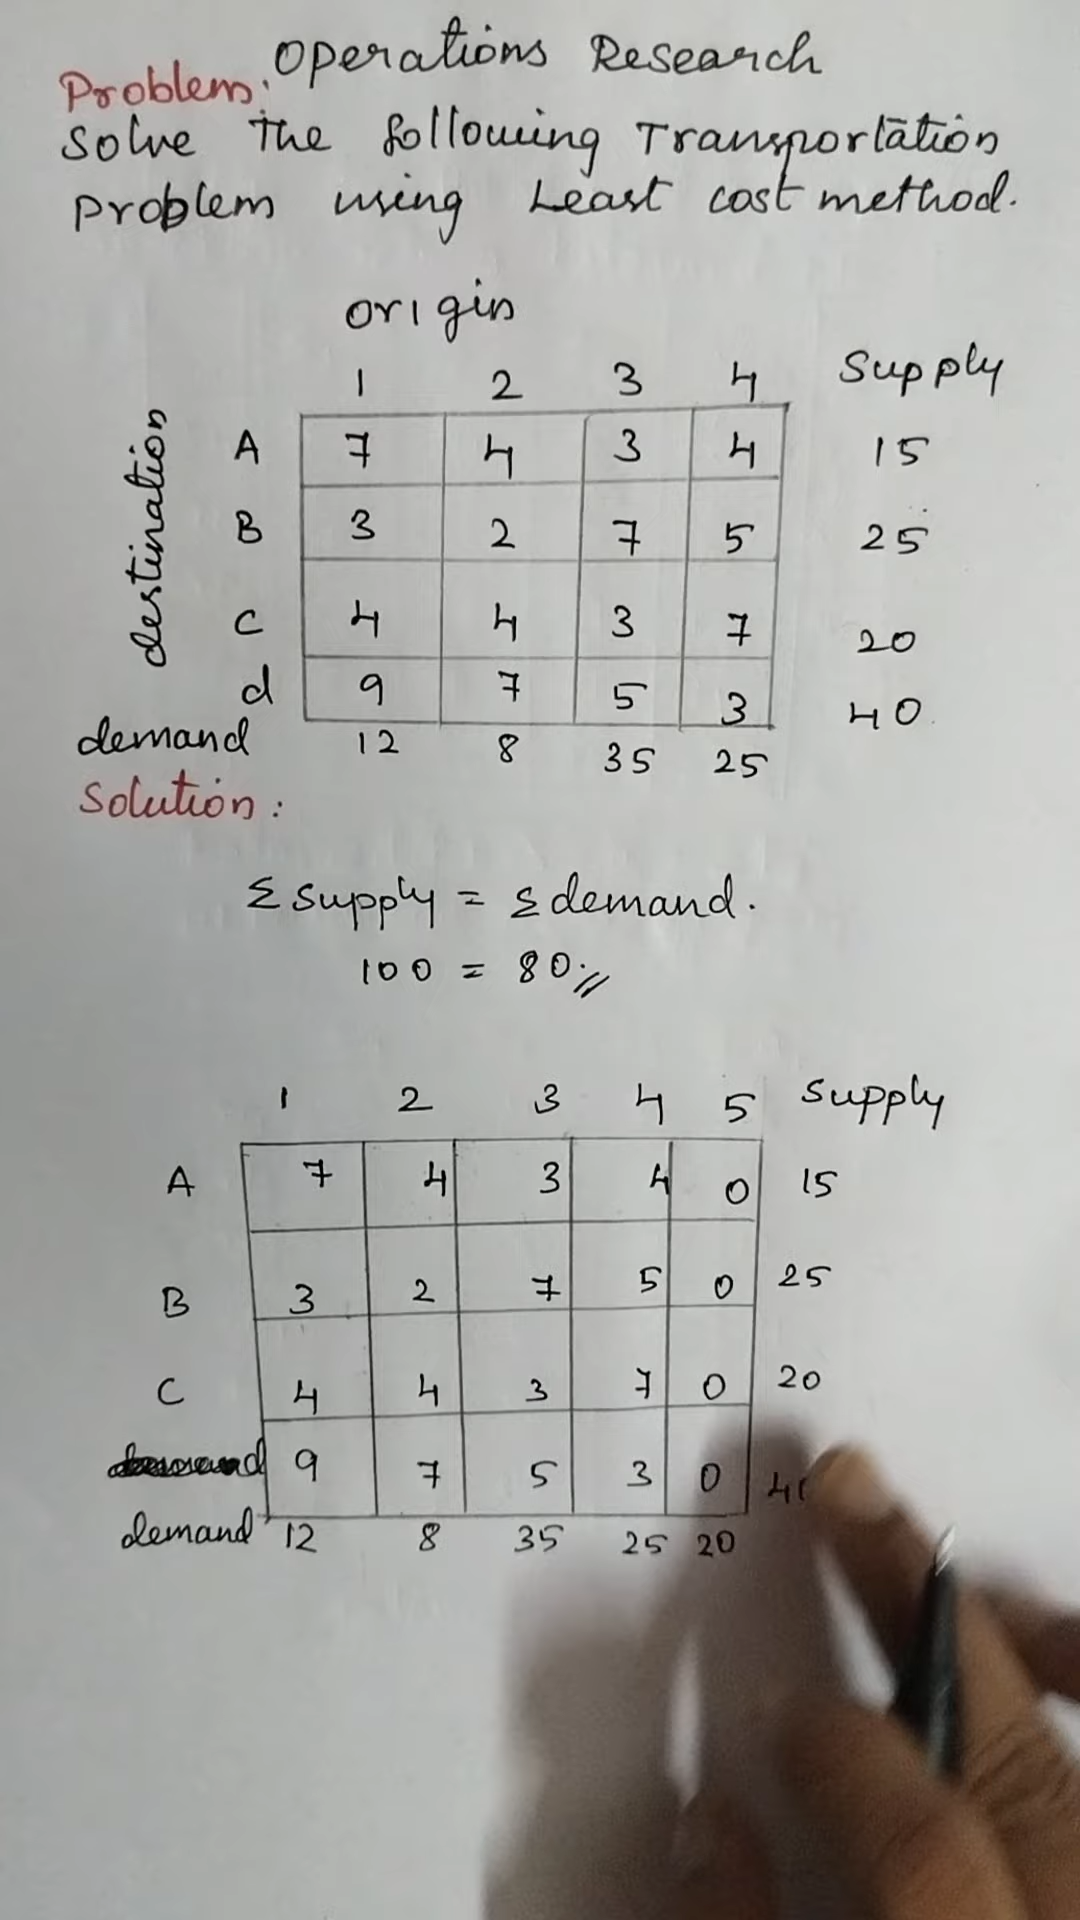 Operations Research
Problem:
Solve The following Transportation
problem using Least cost method.
origin
1 2 3 4 Supply
destination
A 7 4 3 4 15
B 3 2 7 5 25
C 4 4 3 7 20
d 9 7 5 3 40
demand 12 8 35 25
Solution:
Σ Supply = Σ demand.
100 = 80.//
1 2 3 4 5 Supply
A 7 4 3 4 0 15
B 3 2 7 5 0 25
C 4 4 3 7 0 20
d 9 7 5 3 0
demand 12 8 35 25 20